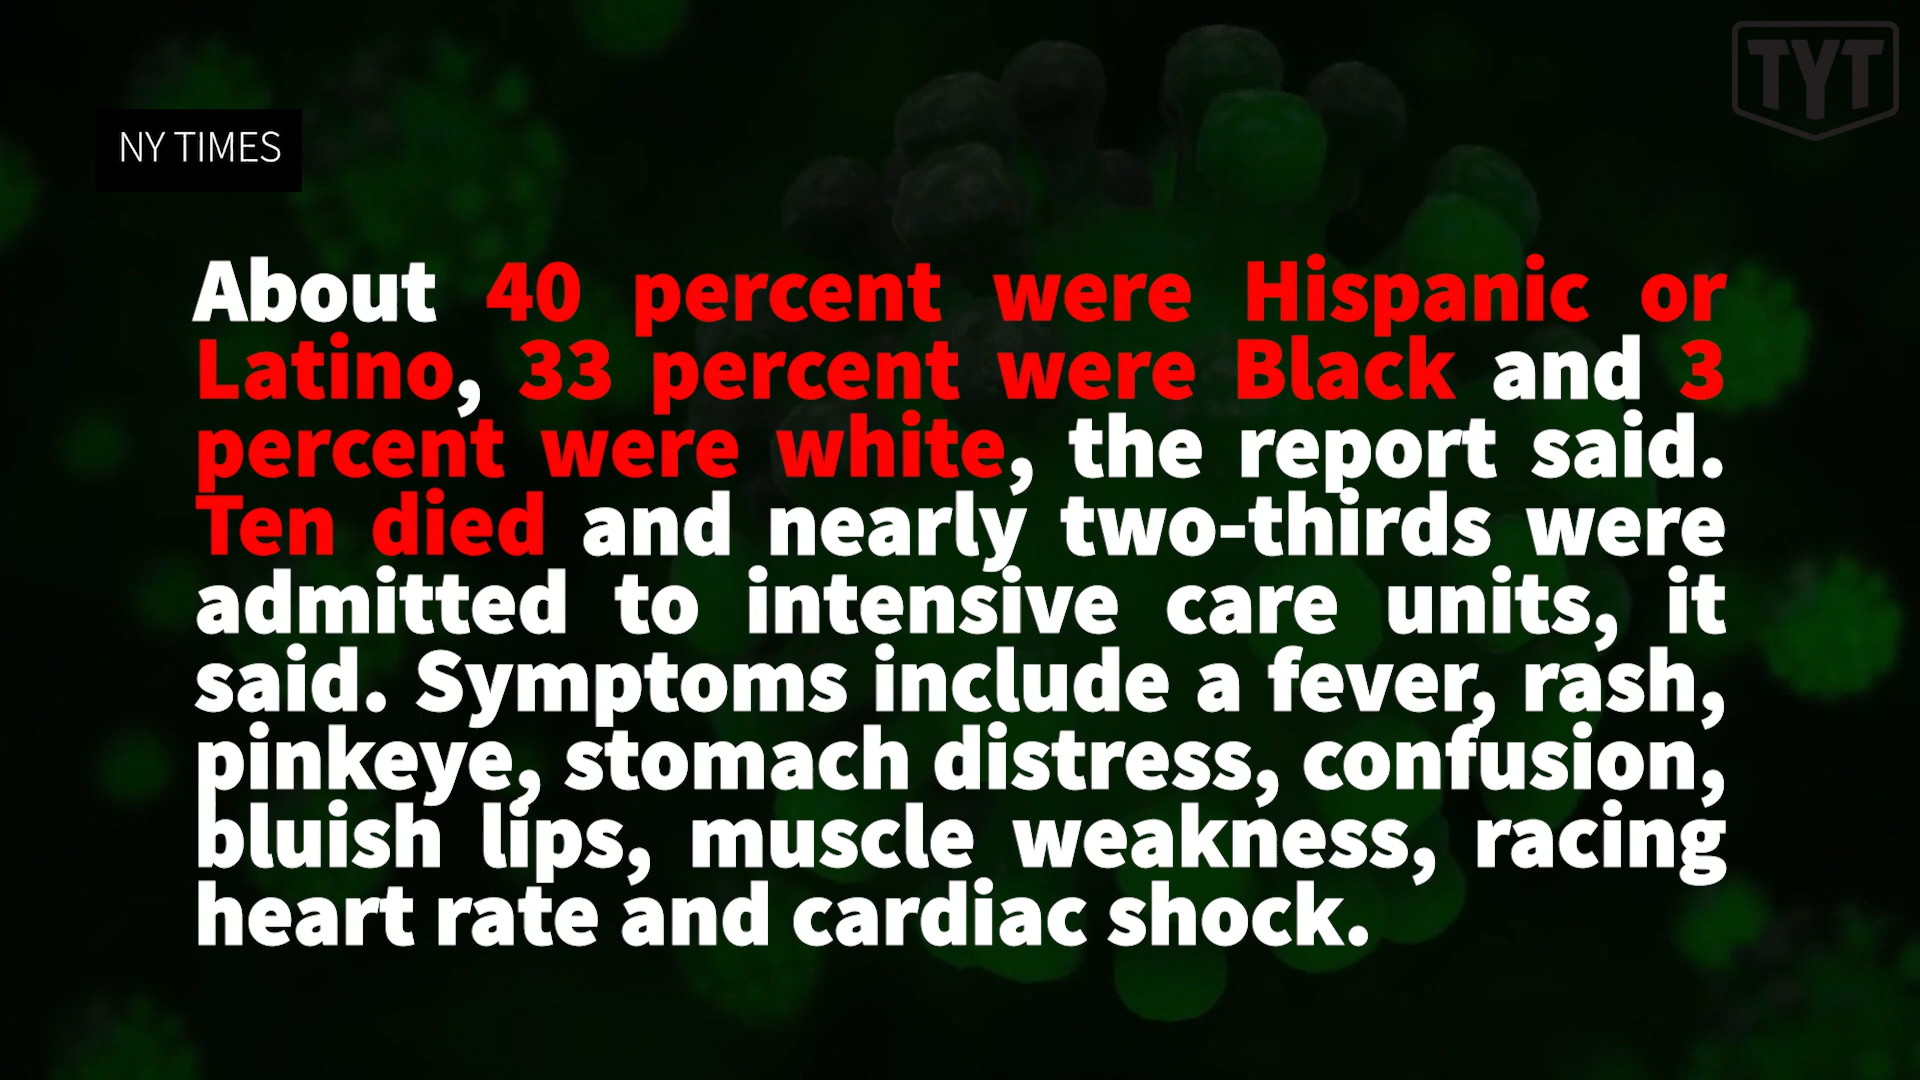 TYT
NY TIMES
About 40 percent were Hispanic or
Latino, 33 percent were Black and 3
percent were white, the report said.
Ten died and nearly two-thirds were
admitted to intensive care units, it
said. Symptoms include a fever, rash,
pinkeye, stomach distress, confusion,
bluish lips, muscle weakness, racing
heart rate and cardiac shock.